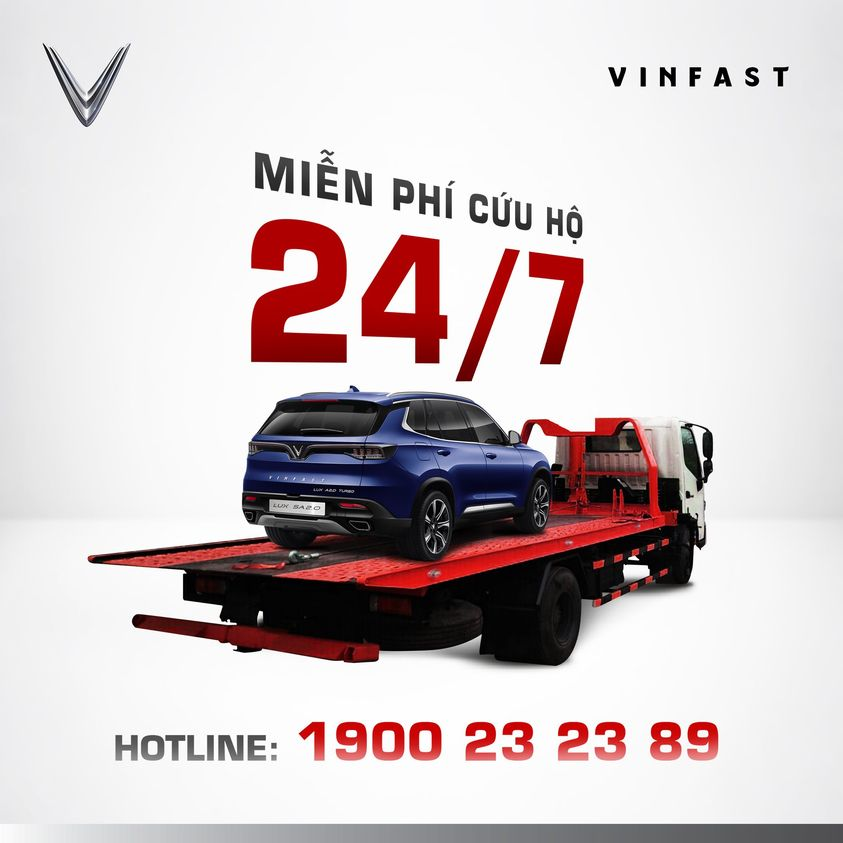 VINFAST
MIỄN PHÍ CỨU HỘ
24/7
VINFAST
LUX A2.0 TURBO
LUX SA2.0
HOTLINE: 1900 23 23 89